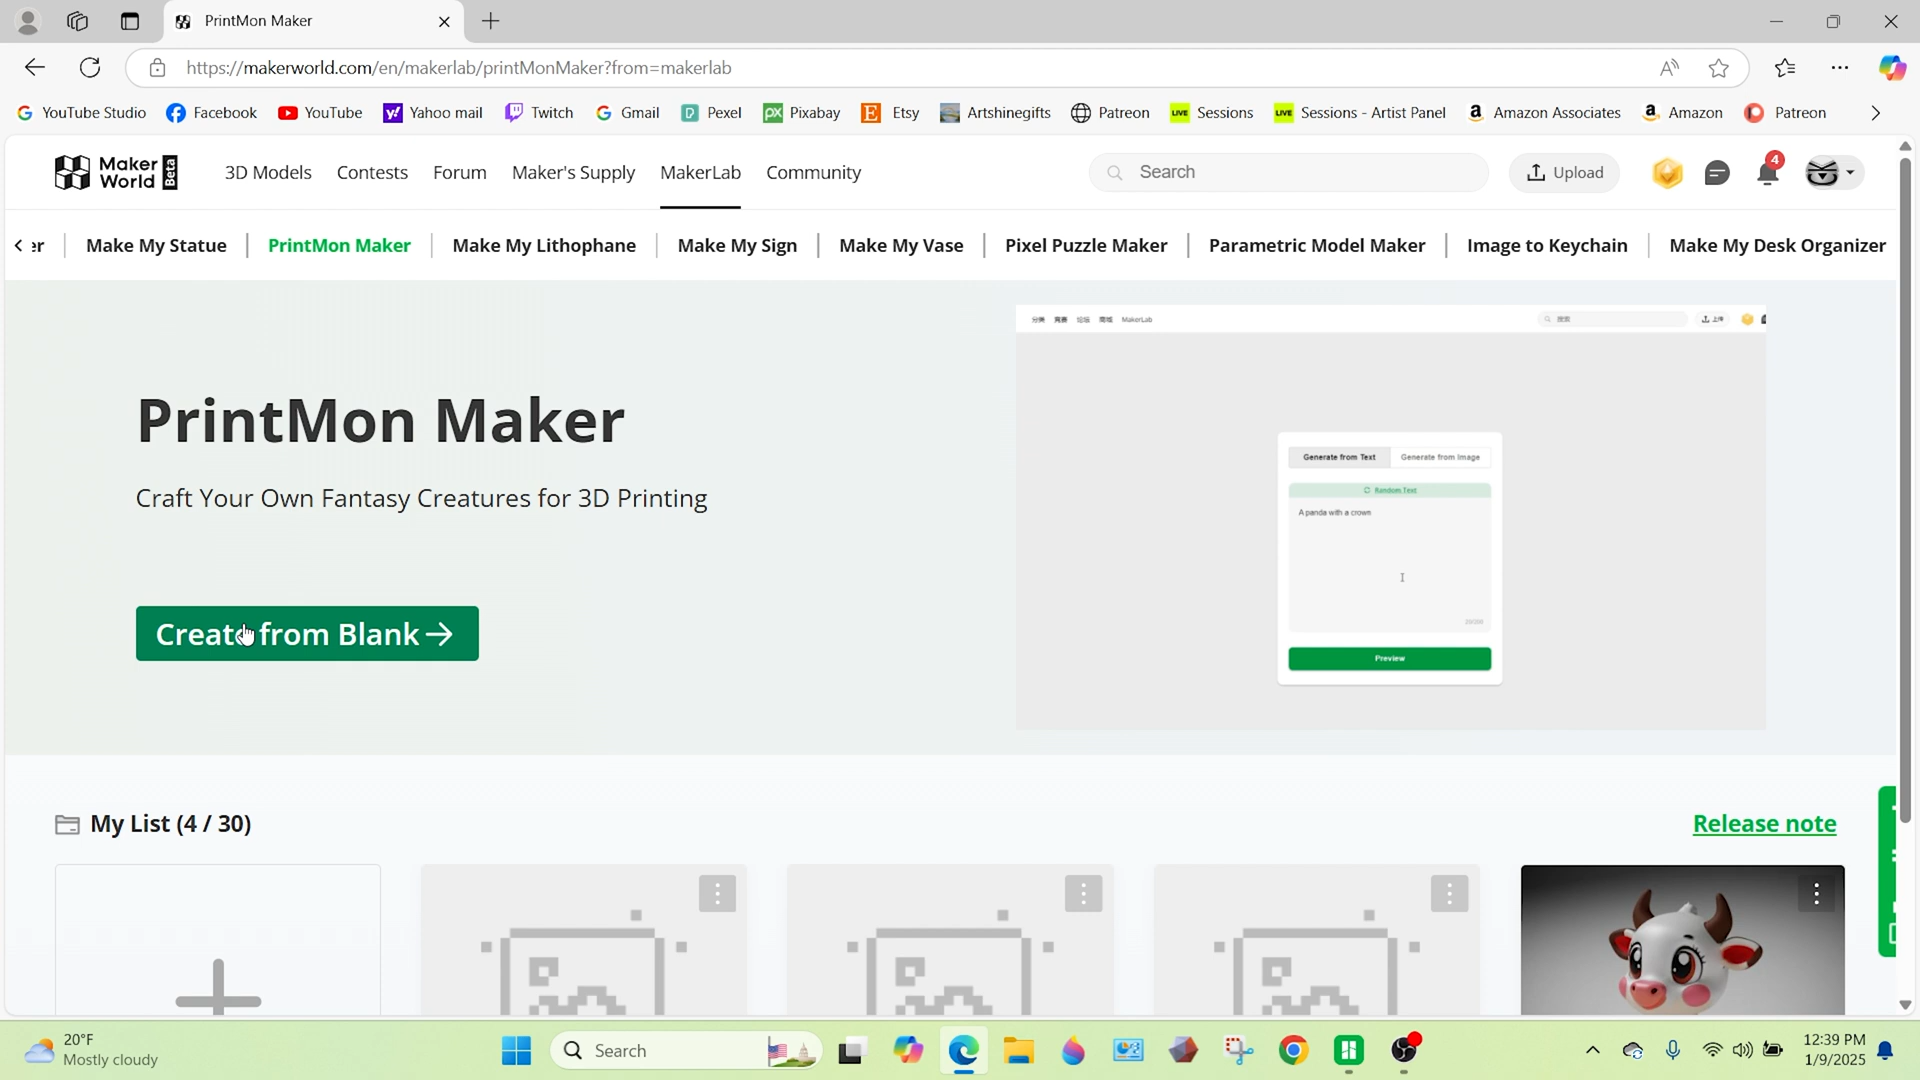 PrintMon Maker
https://makerworld.com/en/makerlab/printMonMaker?from=makerlab
YouTube Studio Facebook YouTube Yahoo mail Twitch Gmail Pexel Pixabay Etsy Artshinegifts Patreon Sessions Sessions - Artist Panel Amazon Associates Amazon Patreon
Maker World Beta 3D Models Contests Forum Maker's Supply MakerLab Community Search Upload 4
er Make My Statue PrintMon Maker Make My Lithophane Make My Sign Make My Vase Pixel Puzzle Maker Parametric Model Maker Image to Keychain Make My Desk Organizer
MakerLab
PrintMon Maker
Craft Your Own Fantasy Creatures for 3D Printing
Generate from Text Generate from Image
Random Text
A panda with a crown
Preview
Create from Blank
My List (4 / 30) Release note
20°F
Mostly cloudy
Search
12:39 PM
1/9/2025